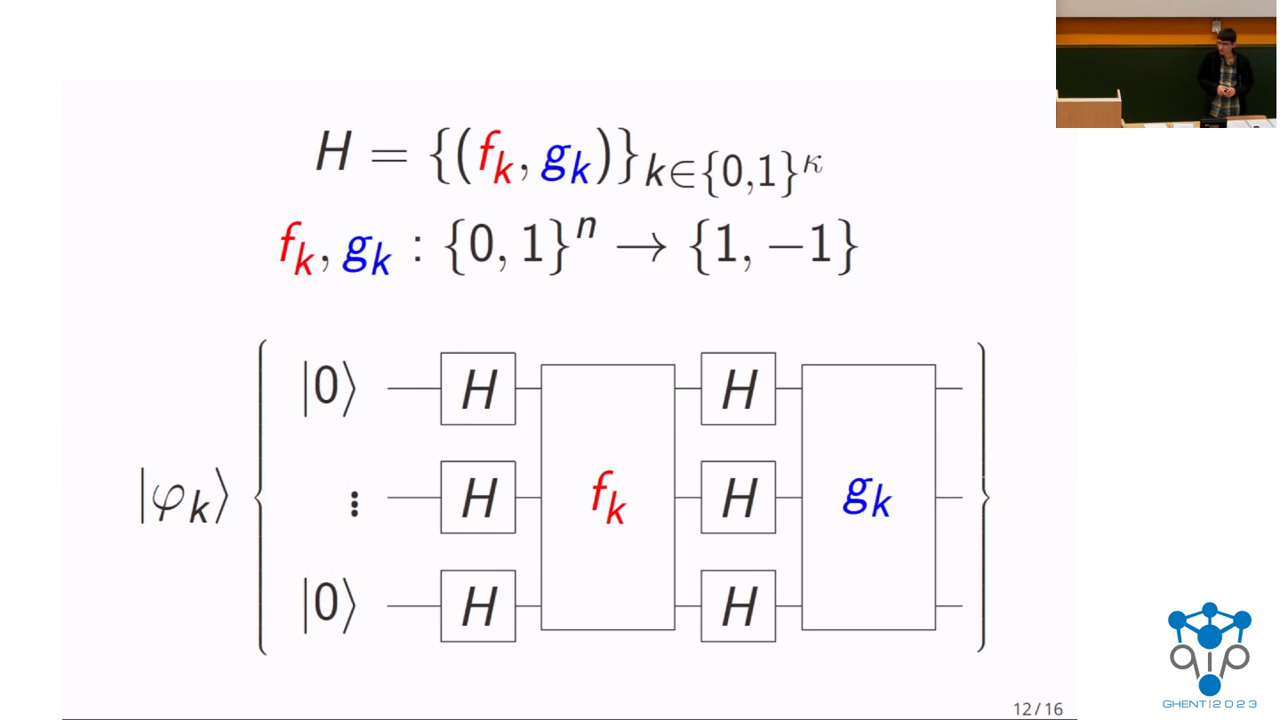 H = {(f_k, g_k)}_{k∈{0,1}^κ}
f_k, g_k : {0, 1}^n → {1, −1}
|0⟩ H H
|φ_k⟩ ⋮ H f_k H g_k
|0⟩ H H
12/16
qip
GHENT|2023